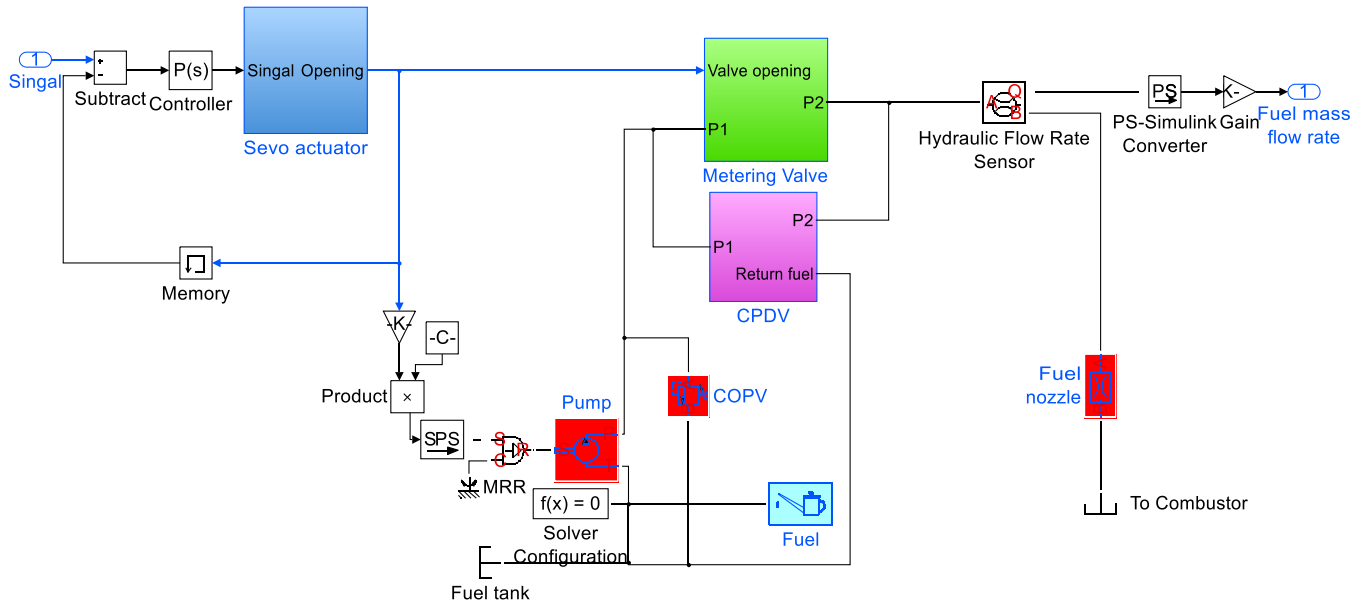 1
Singal
+
-
Subtract
P(s)
Controller
Singal Opening
Sevo actuator
Valve opening
P2
P1
Metering Valve
P2
P1
Return fuel
CPDV
A
Q
B
Hydraulic Flow Rate
Sensor
PS
PS-Simulink
Converter
K-
Gain
1
Fuel mass
flow rate
Memory
-K-
-C-
Product
×
SPS
S
C
R
MRR
Pump
COPV
Fuel
nozzle
f(x) = 0
Solver
Configuration
Fuel
To Combustor
Fuel tank